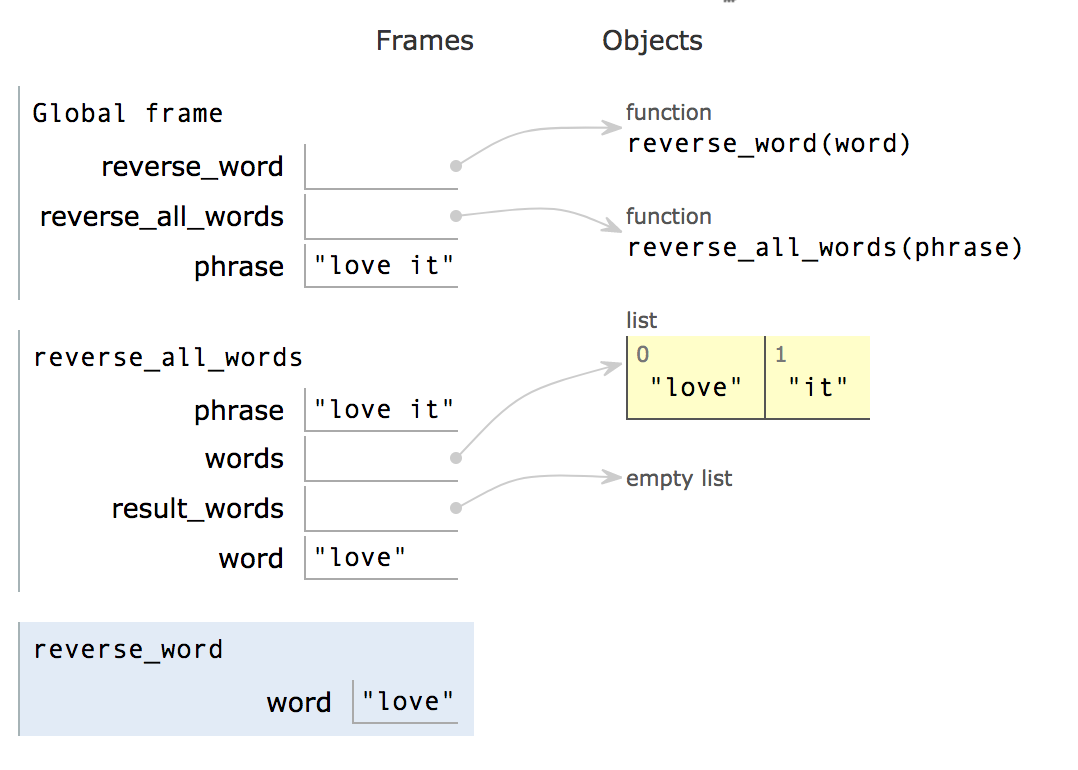 Frames Objects
Global frame
reverse_word
reverse_all_words
phrase "love it"
function
reverse_word(word)
function
reverse_all_words(phrase)
list
0 1
"love" "it"
reverse_all_words
phrase "love it"
words
result_words
word "love"
empty list
reverse_word
word "love"